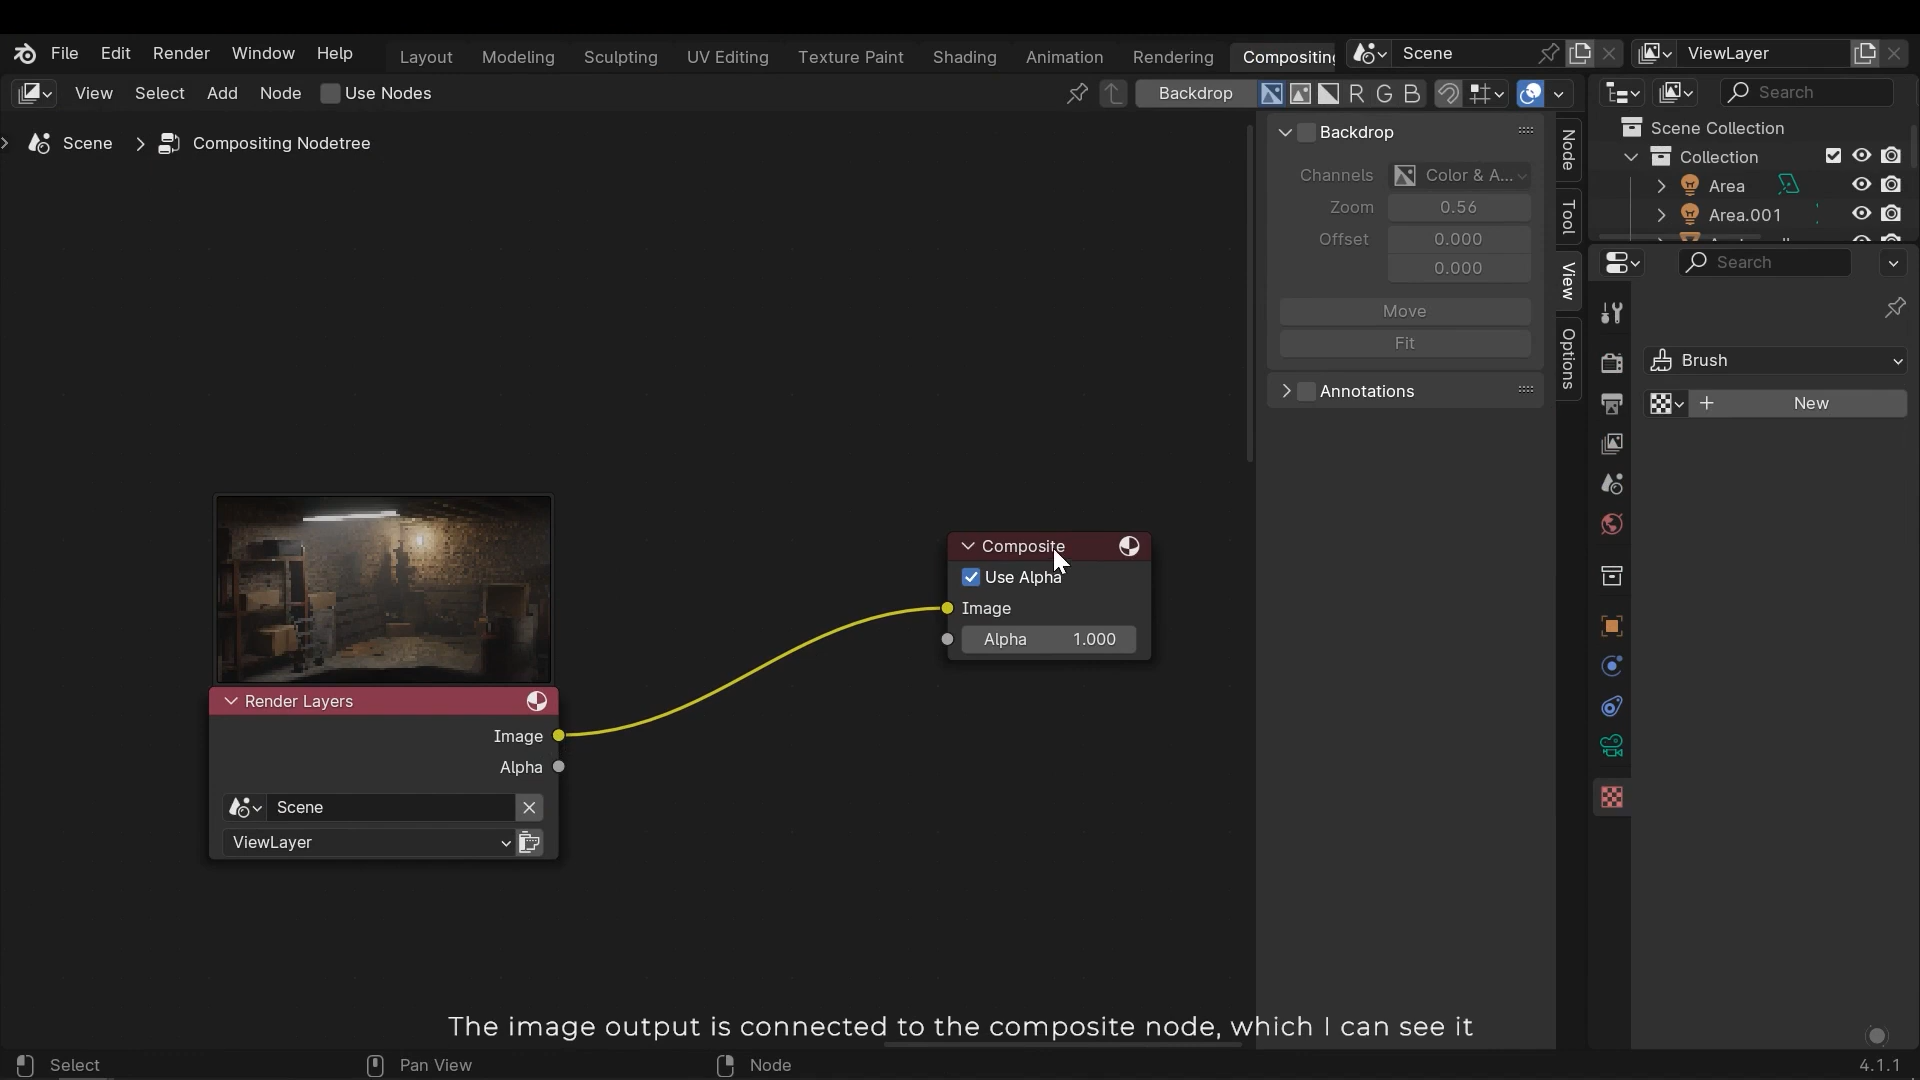 File Edit Render Window Help Layout Modeling Sculpting UV Editing Texture Paint Shading Animation Rendering Compositing Scene ViewLayer
View Select Add Node Use Nodes Backdrop R G B Search
Scene > Compositing Nodetree
Scene Collection
Collection
Area
Area.001
Search
Brush
New
Backdrop
Channels Color & A...
Zoom 0.56
Offset 0.000
0.000
Move
Fit
Annotations
Node
Tool
View
Options
Composite
Use Alpha
Image
Alpha 1.000
Render Layers
Image
Alpha
Scene
ViewLayer
The image output is connected to the composite node, which I can see it
Select Pan View Node 4.1.1